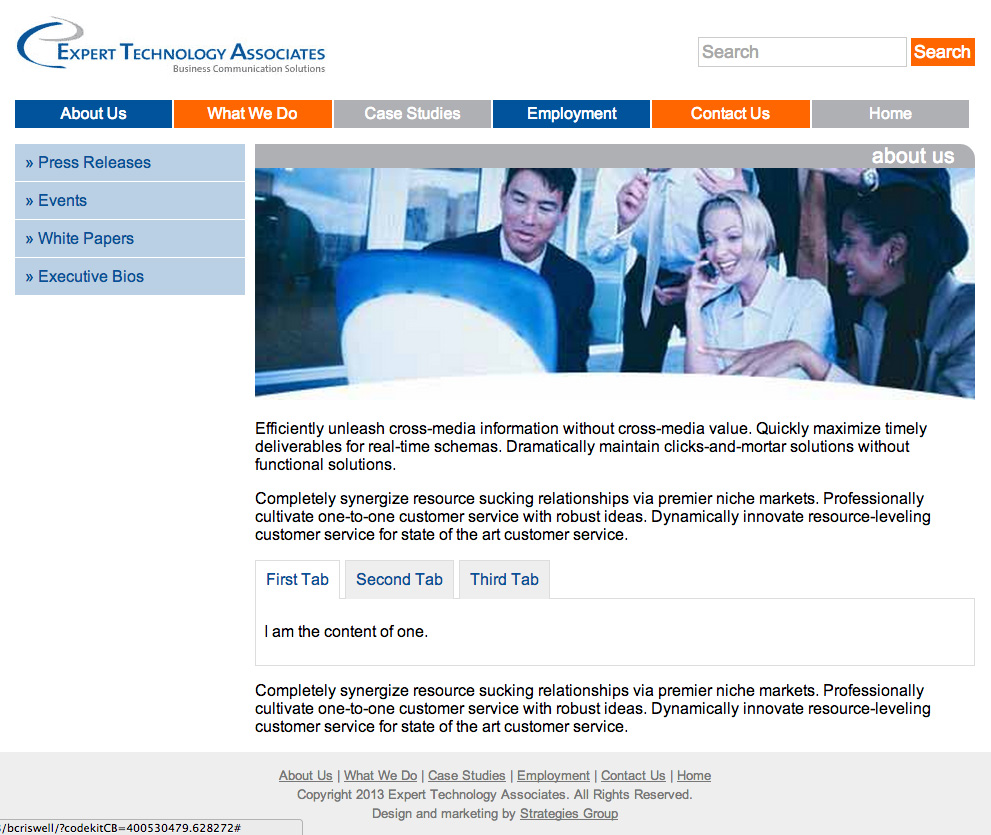 EXPERT TECHNOLOGY ASSOCIATES
Business Communication Solutions
Search Search
About Us What We Do Case Studies Employment Contact Us Home
» Press Releases
» Events
» White Papers
» Executive Bios
about us
Efficiently unleash cross-media information without cross-media value. Quickly maximize timely
deliverables for real-time schemas. Dramatically maintain clicks-and-mortar solutions without
functional solutions.
Completely synergize resource sucking relationships via premier niche markets. Professionally
cultivate one-to-one customer service with robust ideas. Dynamically innovate resource-leveling
customer service for state of the art customer service.
First Tab Second Tab Third Tab
I am the content of one.
Completely synergize resource sucking relationships via premier niche markets. Professionally
cultivate one-to-one customer service with robust ideas. Dynamically innovate resource-leveling
customer service for state of the art customer service.
About Us | What We Do | Case Studies | Employment | Contact Us | Home
Copyright 2013 Expert Technology Associates. All Rights Reserved.
Design and marketing by Strategies Group
/bcriswell/?codekitCB=400530479.628272#